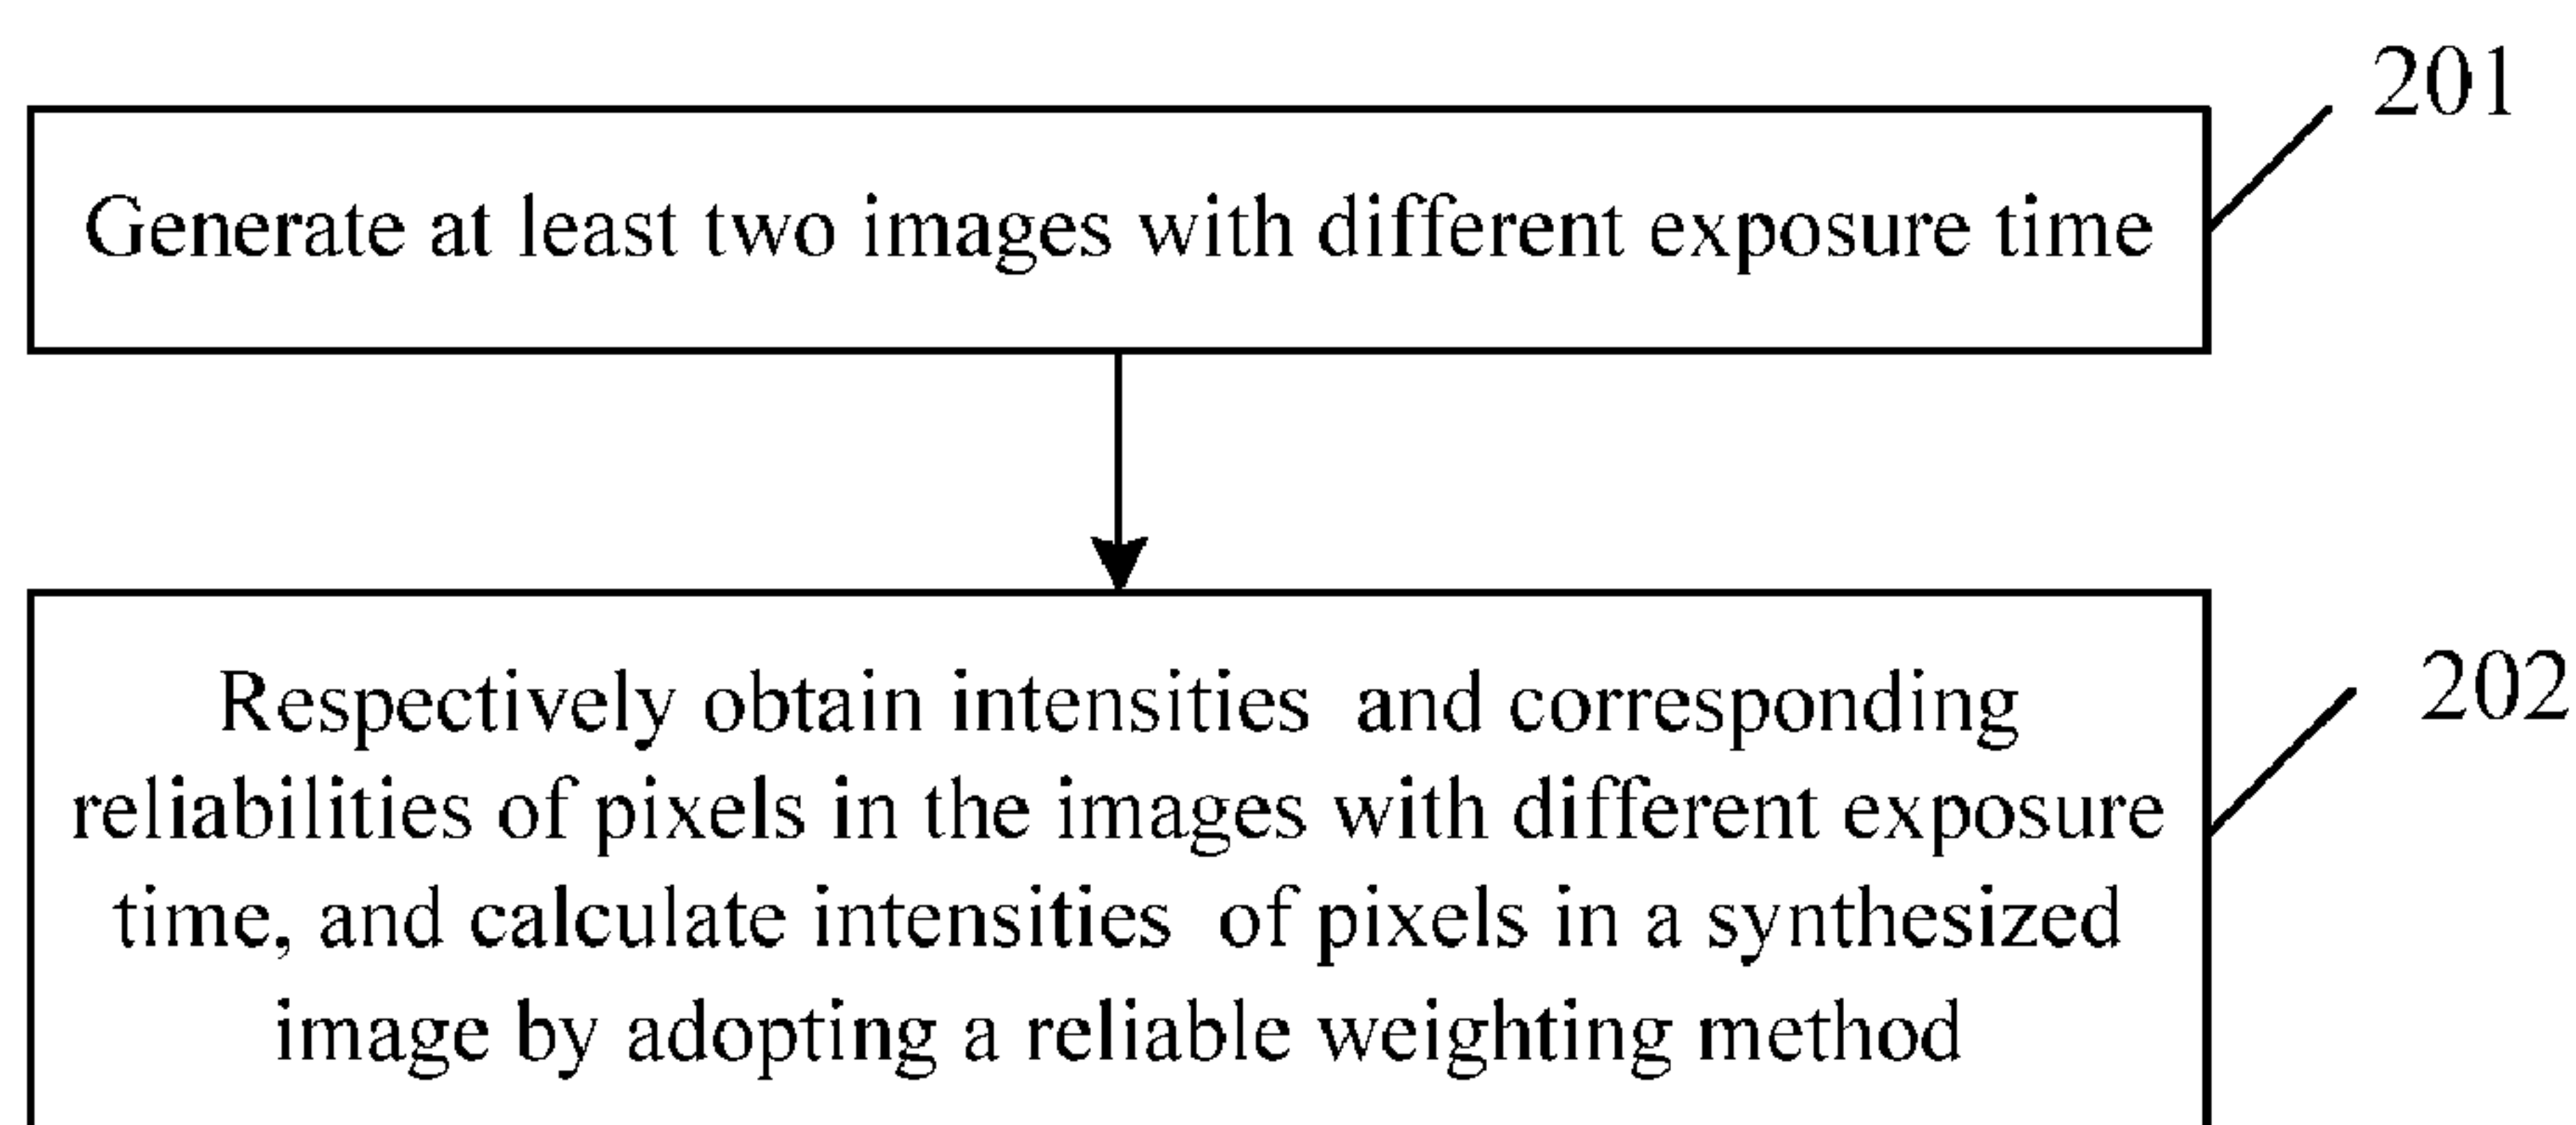 201
Generate at least two images with different exposure time
202
Respectively obtain intensities and corresponding
reliabilities of pixels in the images with different exposure
time, and calculate intensities of pixels in a synthesized
image by adopting a reliable weighting method